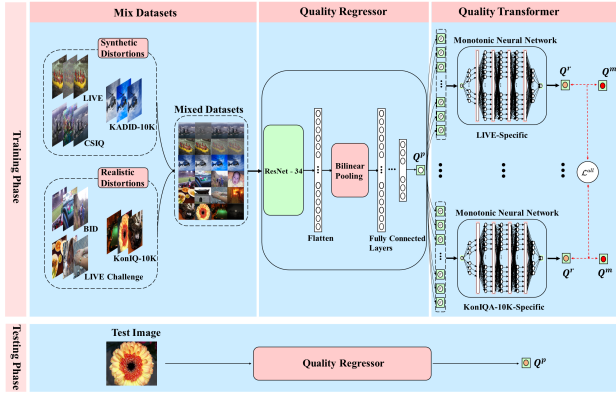 Mix Datasets
Quality Regressor
Quality Transformer
Training Phase
Synthetic
Distortions
LIVE
KADID-10K
CSIQ
Realistic
Distortions
BID
KonIQ-10K
LIVE Challenge
Mixed Datasets
ResNet - 34
Flatten
Bilinear
Pooling
Fully Connected
Layers
Q^p
Monotonic Neural Network
LIVE-Specific
Q^r
Q^m
L^all
Monotonic Neural Network
KonIQA-10K-Specific
Q^r
Q^m
Testing Phase
Test Image
Quality Regressor
Q^p